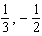 1/3 , - 1/2